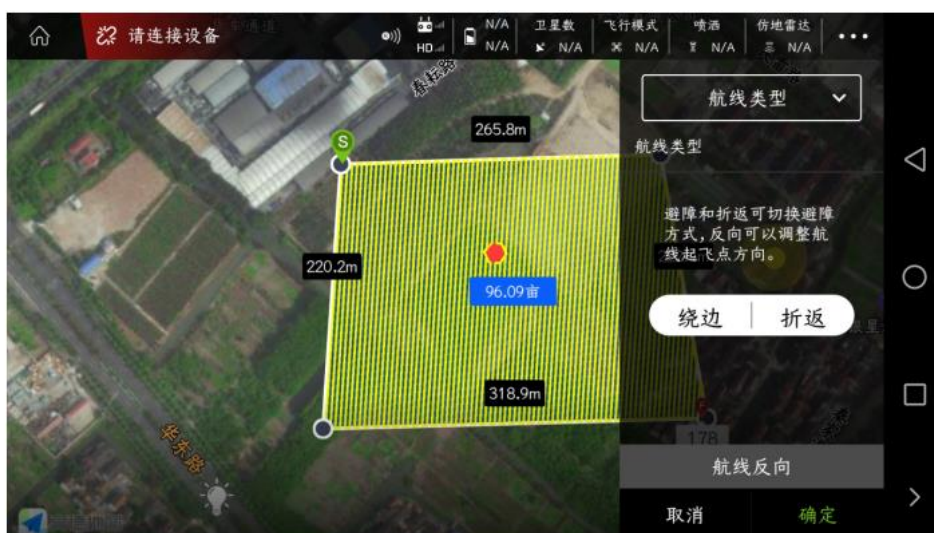 请连接设备
HD
N/A
N/A
卫星数
N/A
飞行模式
N/A
喷洒
N/A
仿地雷达
N/A
春耘路
S
265.8m
220.2m
96.09亩
318.9m
华东路
航线类型
航线类型
避障和折返可切换避障
方式,反向可以调整航
线起飞点方向。
绕边
折返
178
航线反向
取消
确定